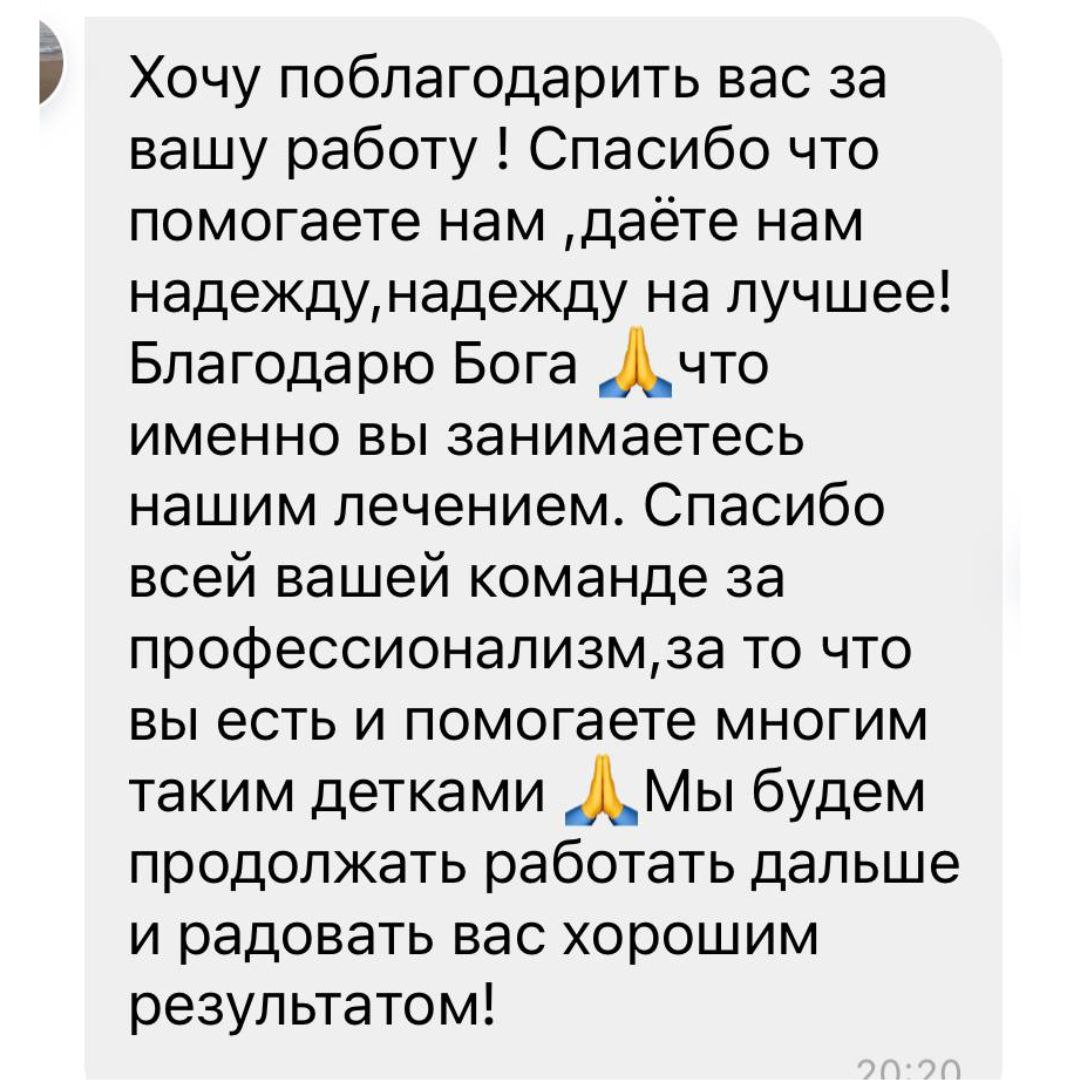 Хочу поблагодарить вас за
вашу работу ! Спасибо что
помогаете нам ,даёте нам
надежду,надежду на лучшее!
Благодарю Бога 🙏что
именно вы занимаетесь
нашим лечением. Спасибо
всей вашей команде за
профессионализм,за то что
вы есть и помогаете многим
таким детками 🙏Мы будем
продолжать работать дальше
и радовать вас хорошим
результатом!
20:20